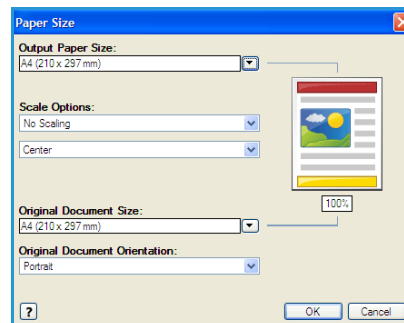 Paper Size
Output Paper Size:
A4 (210 x 297 mm)
Scale Options:
No Scaling
Center
100%
Original Document Size:
A4 (210 x 297 mm)
Original Document Orientation:
Portrait
?
OK
Cancel